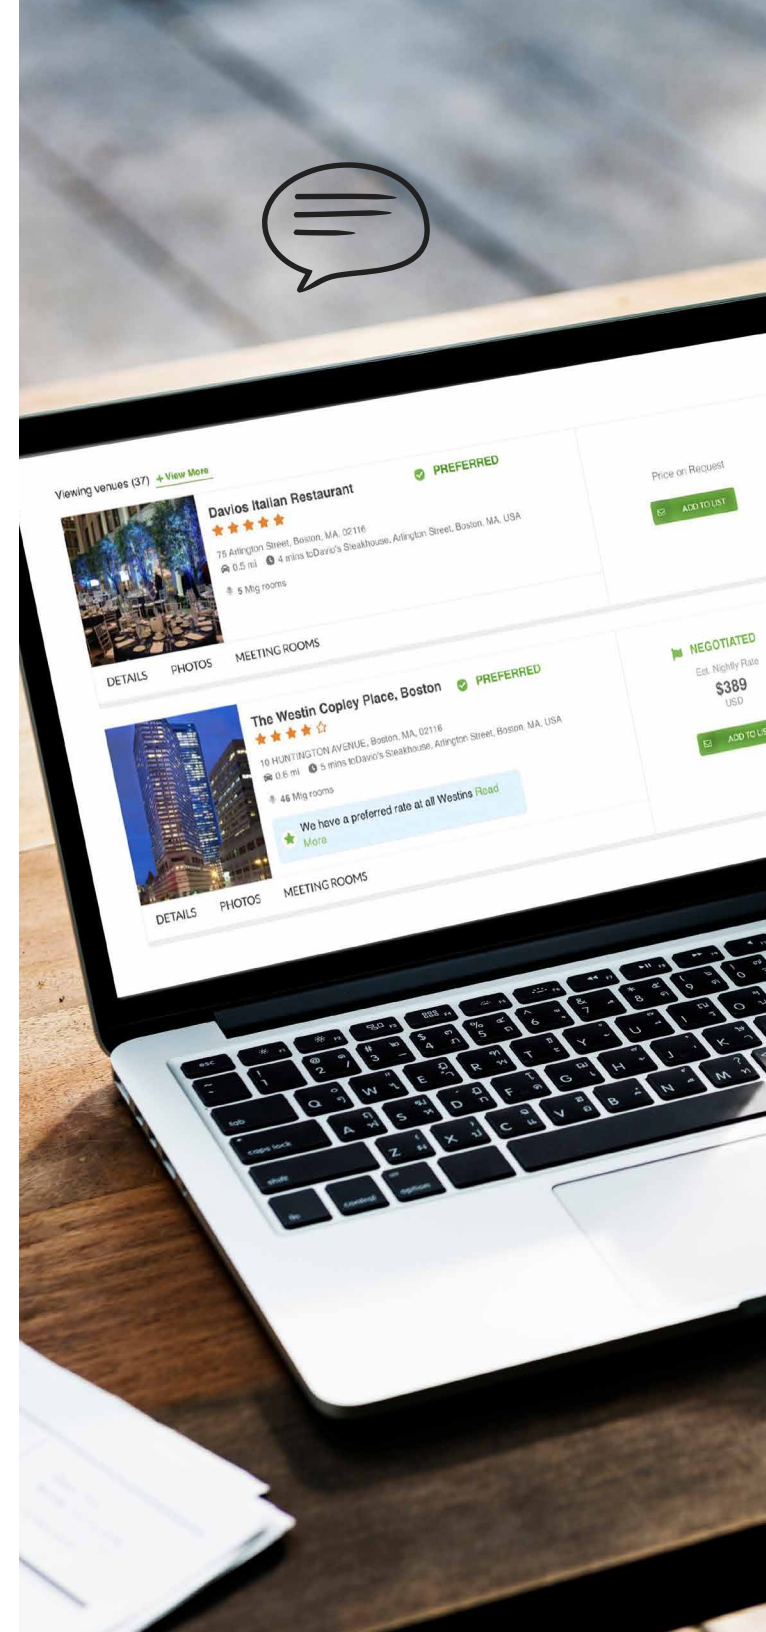 Viewing venues (37) + View More
Davios Italian Restaurant
PREFERRED
75 Arlington Street, Boston, MA, 02116
0.5 mi 4 mins toDavio's Steakhouse, Arlington Street, Boston, MA, USA
5 Mtg rooms
Price on Request
ADD TO LIST
DETAILS PHOTOS MEETING ROOMS
The Westin Copley Place, Boston
PREFERRED
10 HUNTINGTON AVENUE, Boston, MA, 02116
0.6 mi 5 mins toDavio's Steakhouse, Arlington Street, Boston, MA, USA
46 Mtg rooms
We have a preferred rate at all Westins Read
More
NEGOTIATED
Est. Nightly Rate
$389
USD
ADD TO LIS
DETAILS PHOTOS MEETING ROOMS
esc
tab
caps lock
shift
fn control option